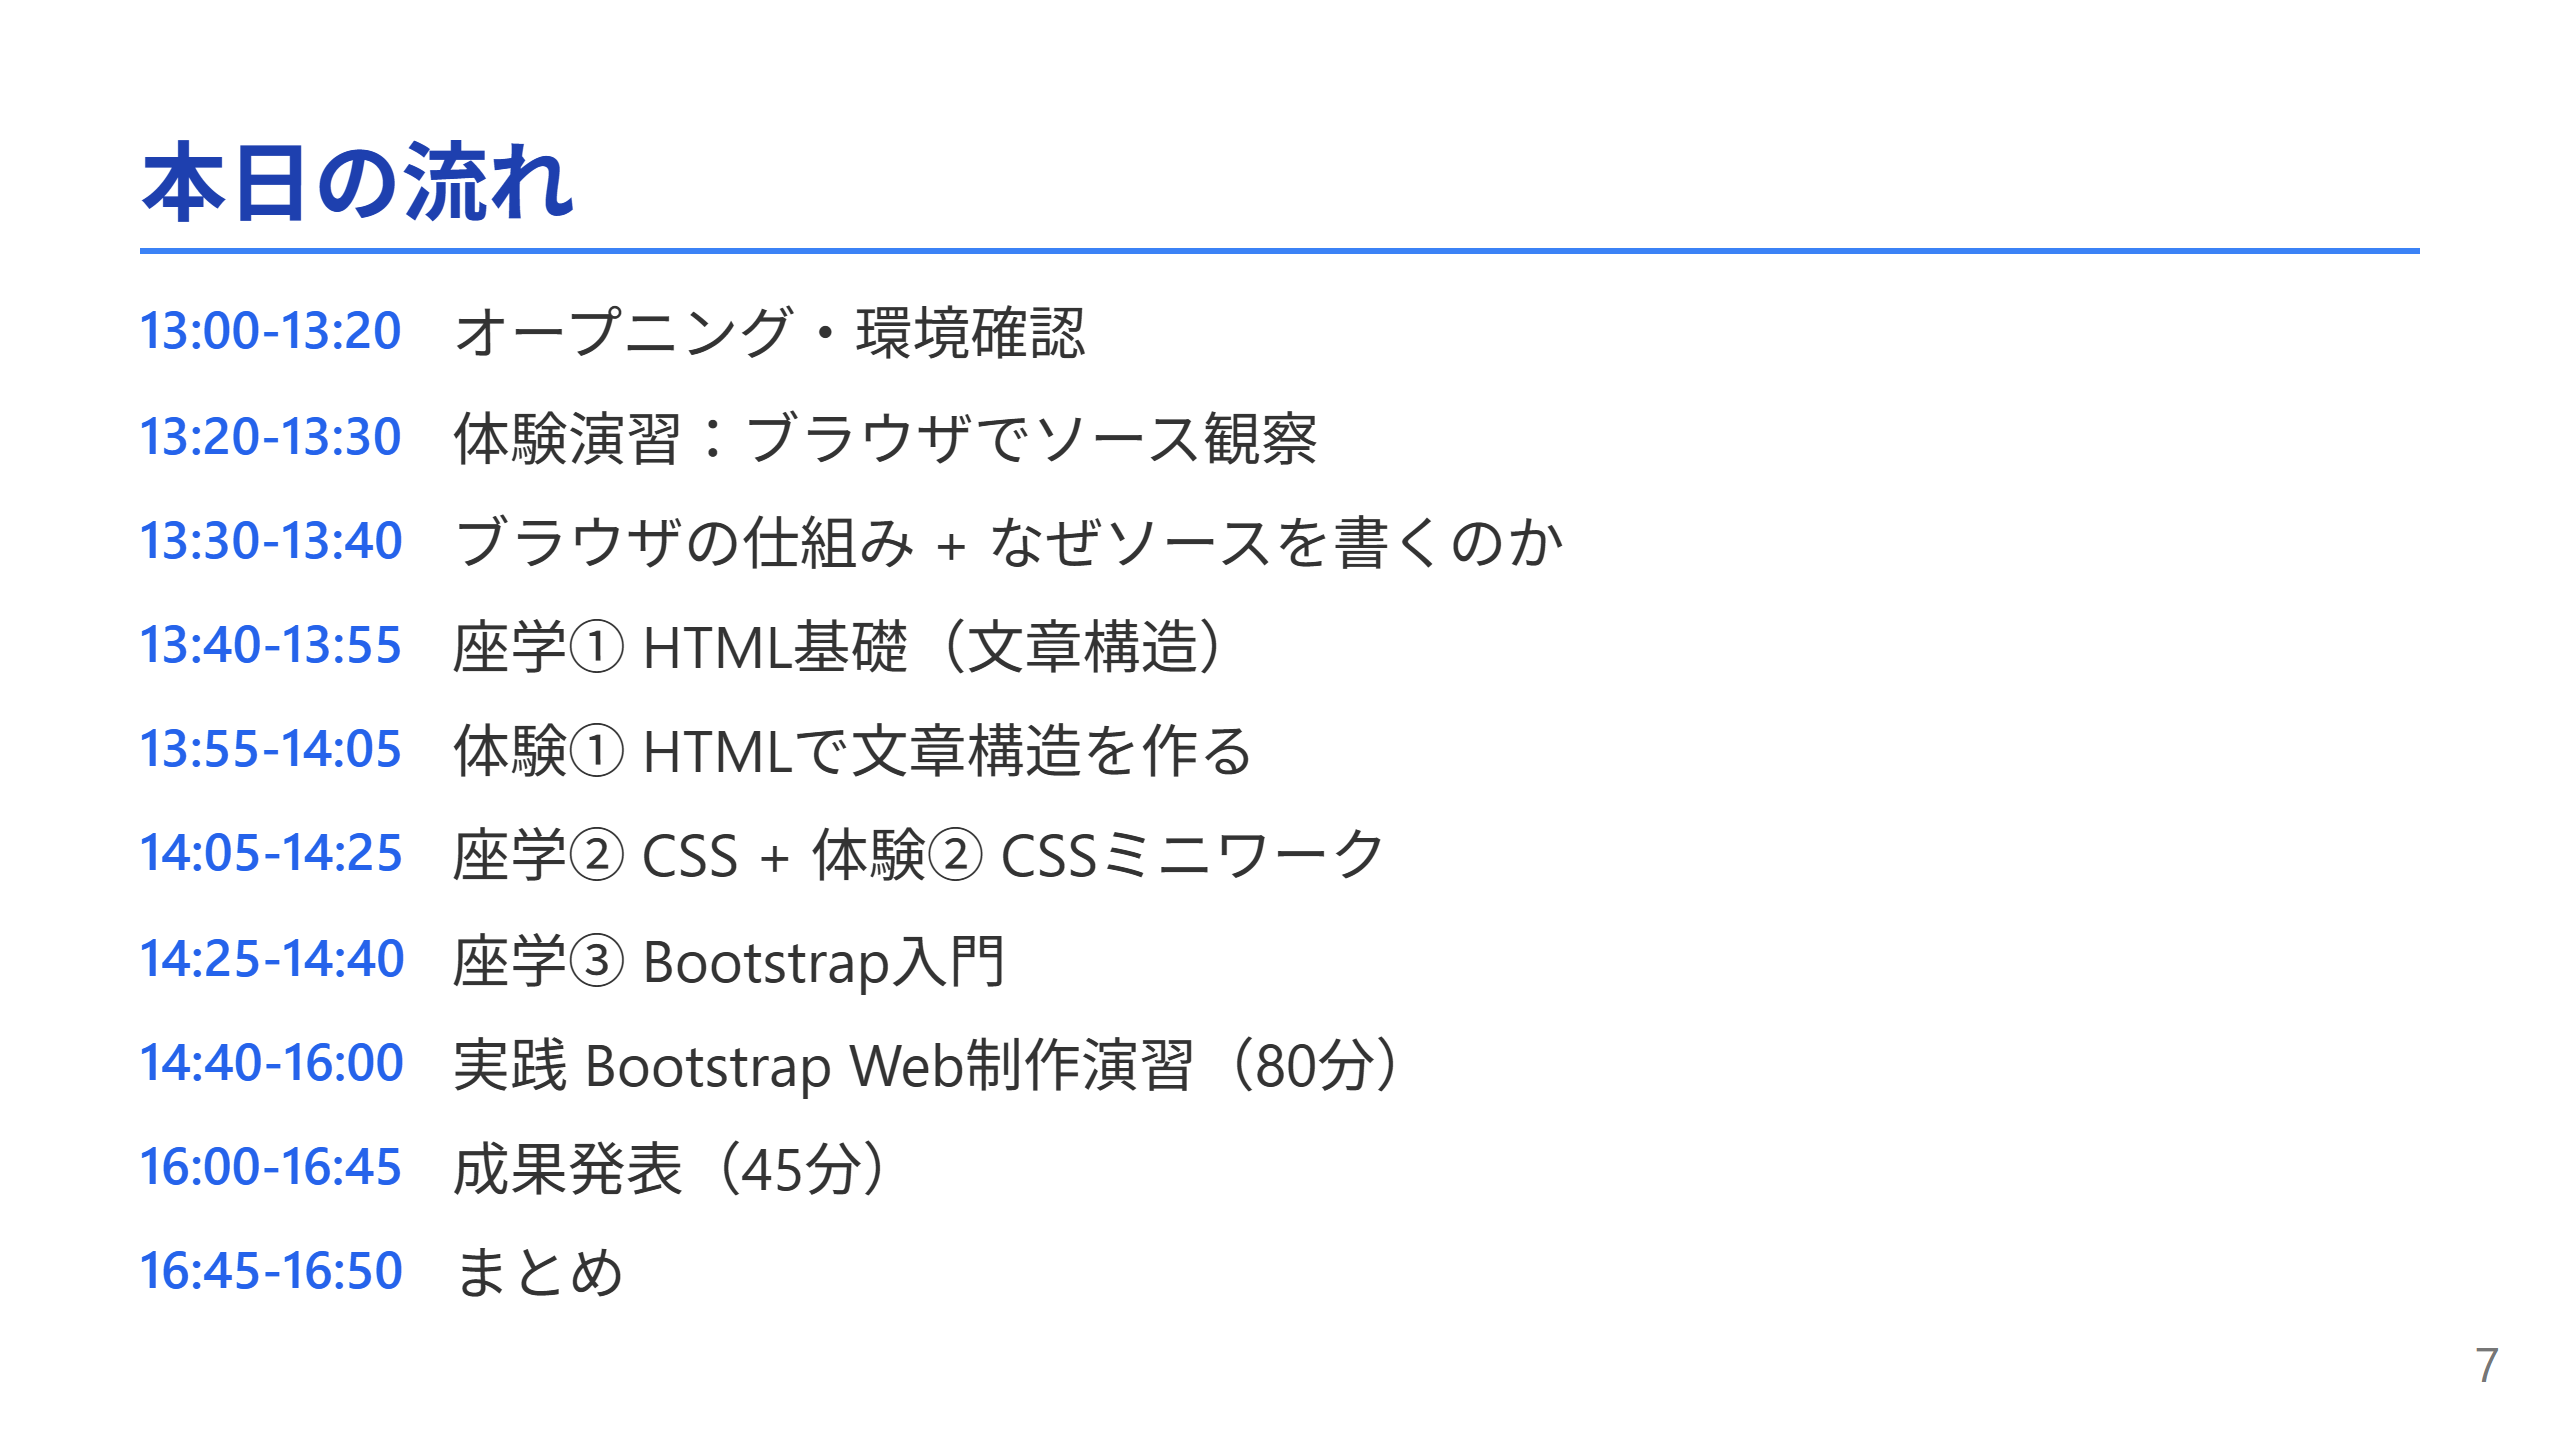 本日の流れ
13:00-13:20 オープニング・環境確認
13:20-13:30 体験演習：ブラウザでソース観察
13:30-13:40 ブラウザの仕組み + なぜソースを書くのか
13:40-13:55 座学① HTML基礎（文章構造）
13:55-14:05 体験① HTMLで文章構造を作る
14:05-14:25 座学② CSS + 体験② CSSミニワーク
14:25-14:40 座学③ Bootstrap入門
14:40-16:00 実践 Bootstrap Web制作演習（80分）
16:00-16:45 成果発表（45分）
16:45-16:50 まとめ
7